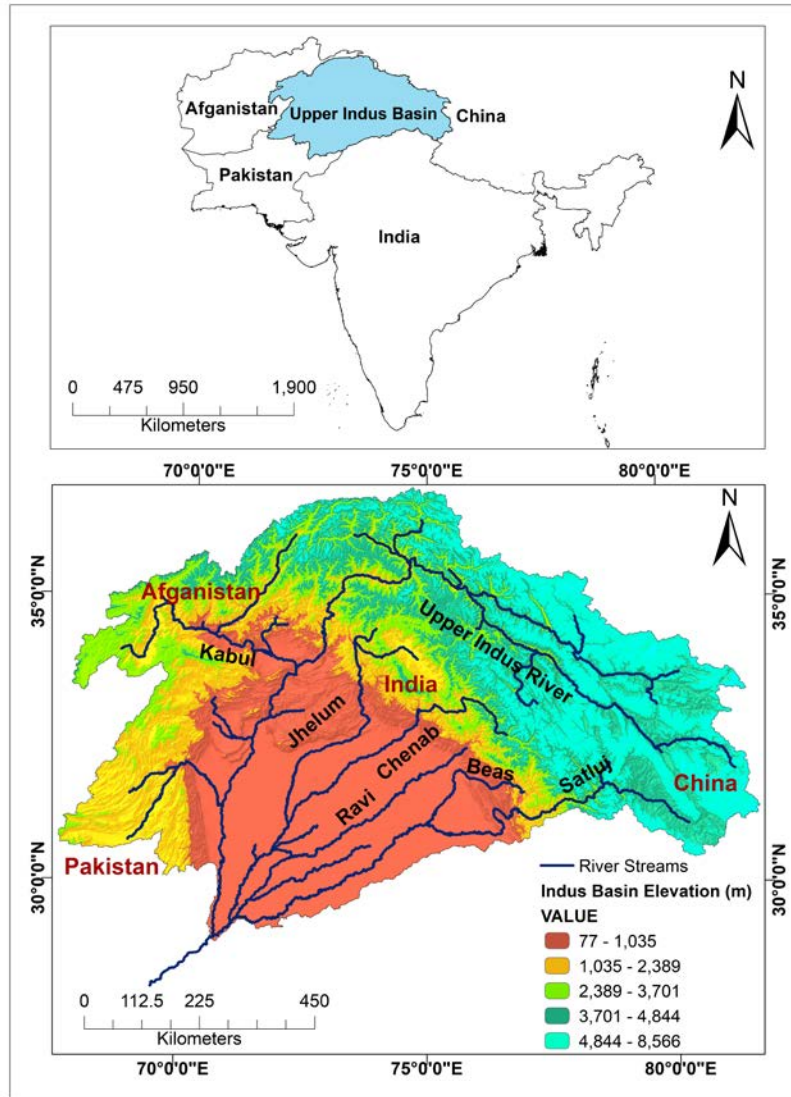 N
Afganistan
Upper Indus Basin
China
Pakistan
India
0 475 950 1,900
Kilometers
70°0'0"E 75°0'0"E 80°0'0"E
N
35°0'0"N
35°0'0"N
Afganistan
Upper Indus River
Kabul
India
Jhelum
Chenab
Beas
Satluj
China
Ravi
Pakistan
30°0'0"N
30°0'0"N
River Streams
Indus Basin Elevation (m)
VALUE
77 - 1,035
1,035 - 2,389
2,389 - 3,701
3,701 - 4,844
4,844 - 8,566
0 112.5 225 450
Kilometers
70°0'0"E 75°0'0"E 80°0'0"E